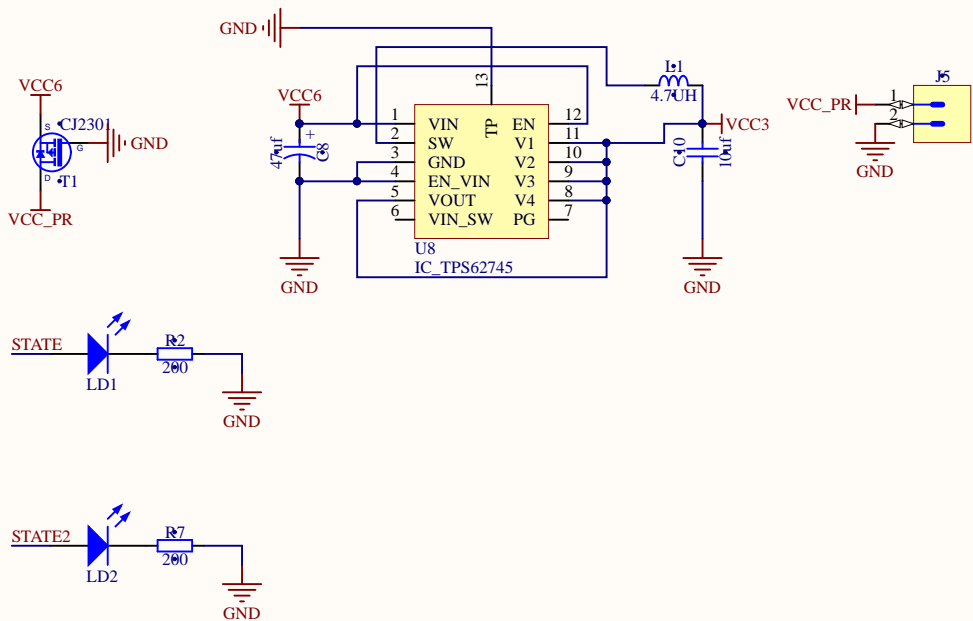 GND
VCC6
S
CJ2301
G
GND
D
T1
VCC_PR
VCC6
47uf
+
C8
GND
13
TP
1
VIN
2
SW
3
GND
4
EN_VIN
5
VOUT
6
VIN_SW
EN
12
V1
11
V2
10
V3
9
V4
8
PG
7
U8
IC_TPS62745
L1
4.7UH
VCC3
C10
10uf
GND
J5
VCC_PR
1
2
GND
STATE
LD1
R2
200
GND
STATE2
LD2
R7
200
GND